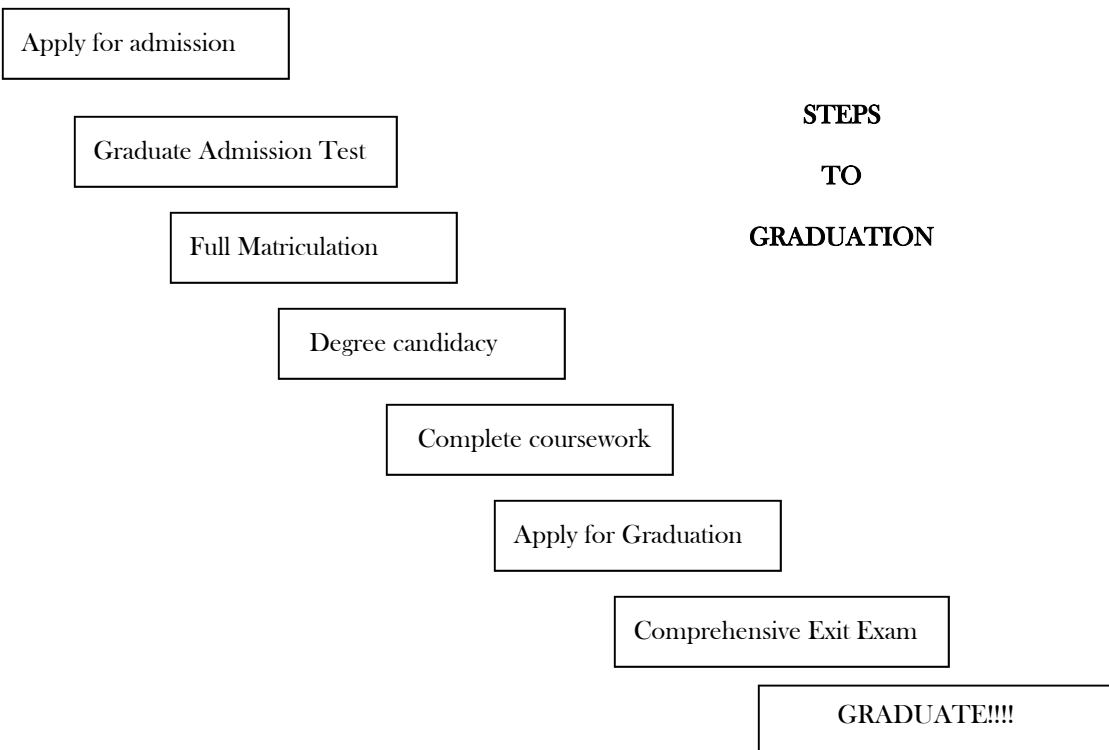 Apply for admission
STEPS
Graduate Admission Test
TO
GRADUATION
Full Matriculation
Degree candidacy
Complete coursework
Apply for Graduation
Comprehensive Exit Exam
GRADUATE!!!!